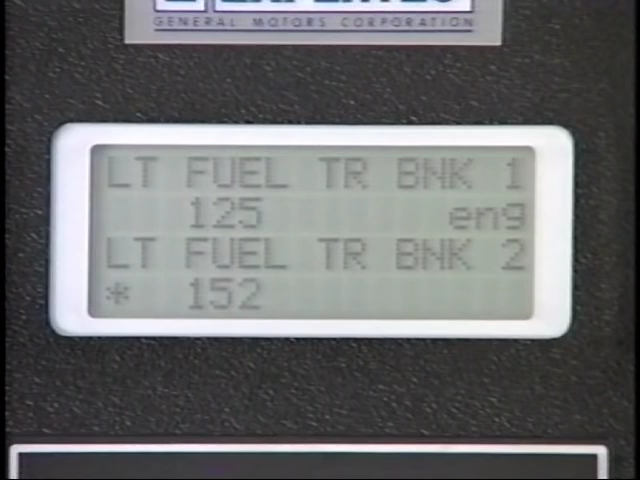 GENERAL MOTORS CORPORATION
LT FUEL TR BNK 1
125 eng
LT FUEL TR BNK 2
* 152